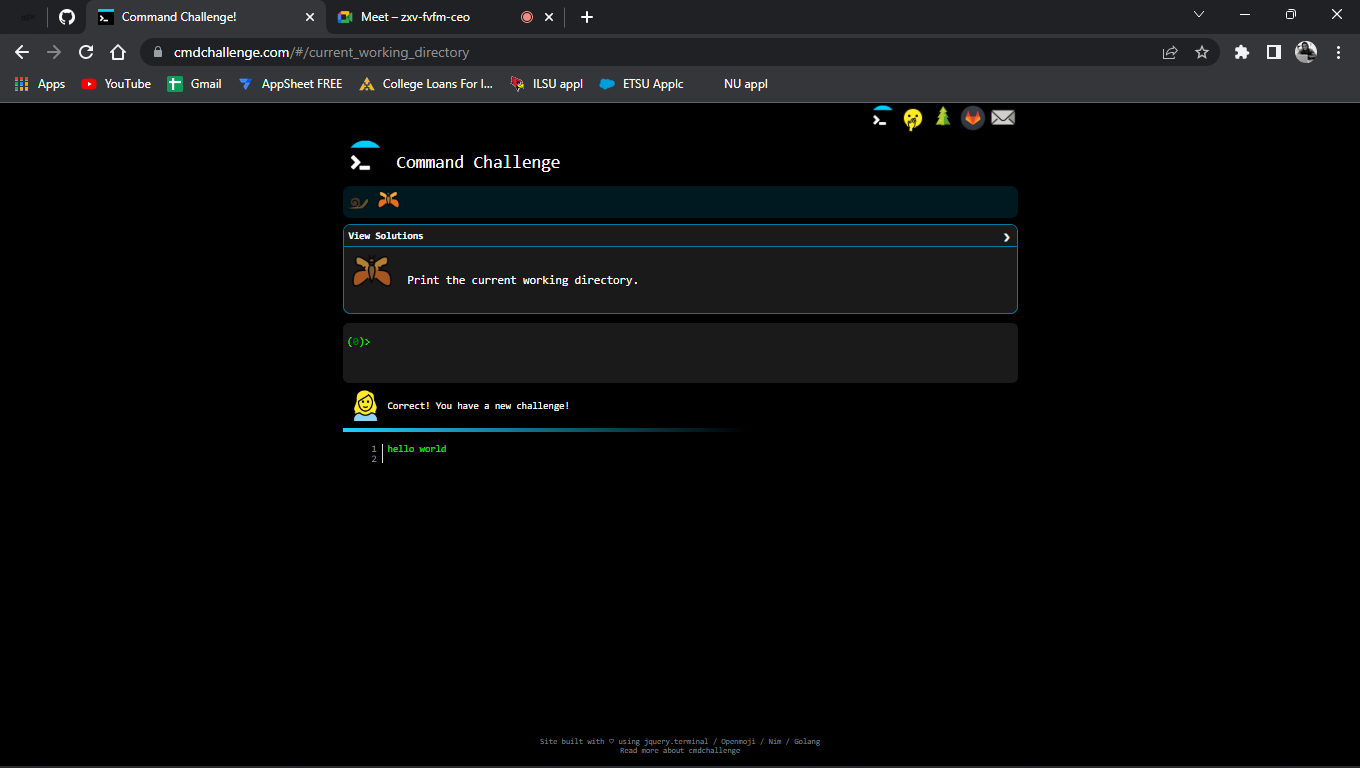 Command Challenge!
Meet – zxv-fvfm-ceo
cmdchallenge.com/#/current_working_directory
Apps
YouTube
Gmail
AppSheet FREE
College Loans For I...
ILSU appl
ETSU Applc
NU appl
Command Challenge
View Solutions
Print the current working directory.
(0)>
Correct! You have a new challenge!
1 hello world
2
Site built with ♡ using jquery.terminal / Openmoji / Nim / Golang
Read more about cmdchallenge